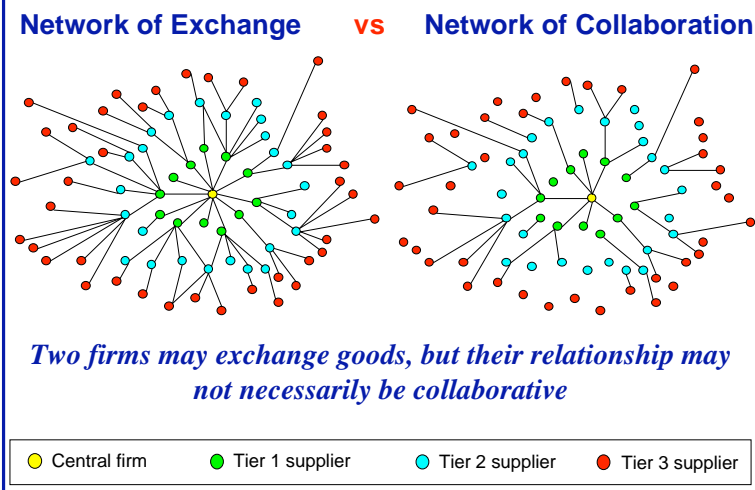 Network of Exchange vs Network of Collaboration
Two firms may exchange goods, but their relationship may
not necessarily be collaborative
Central firm Tier 1 supplier Tier 2 supplier Tier 3 supplier